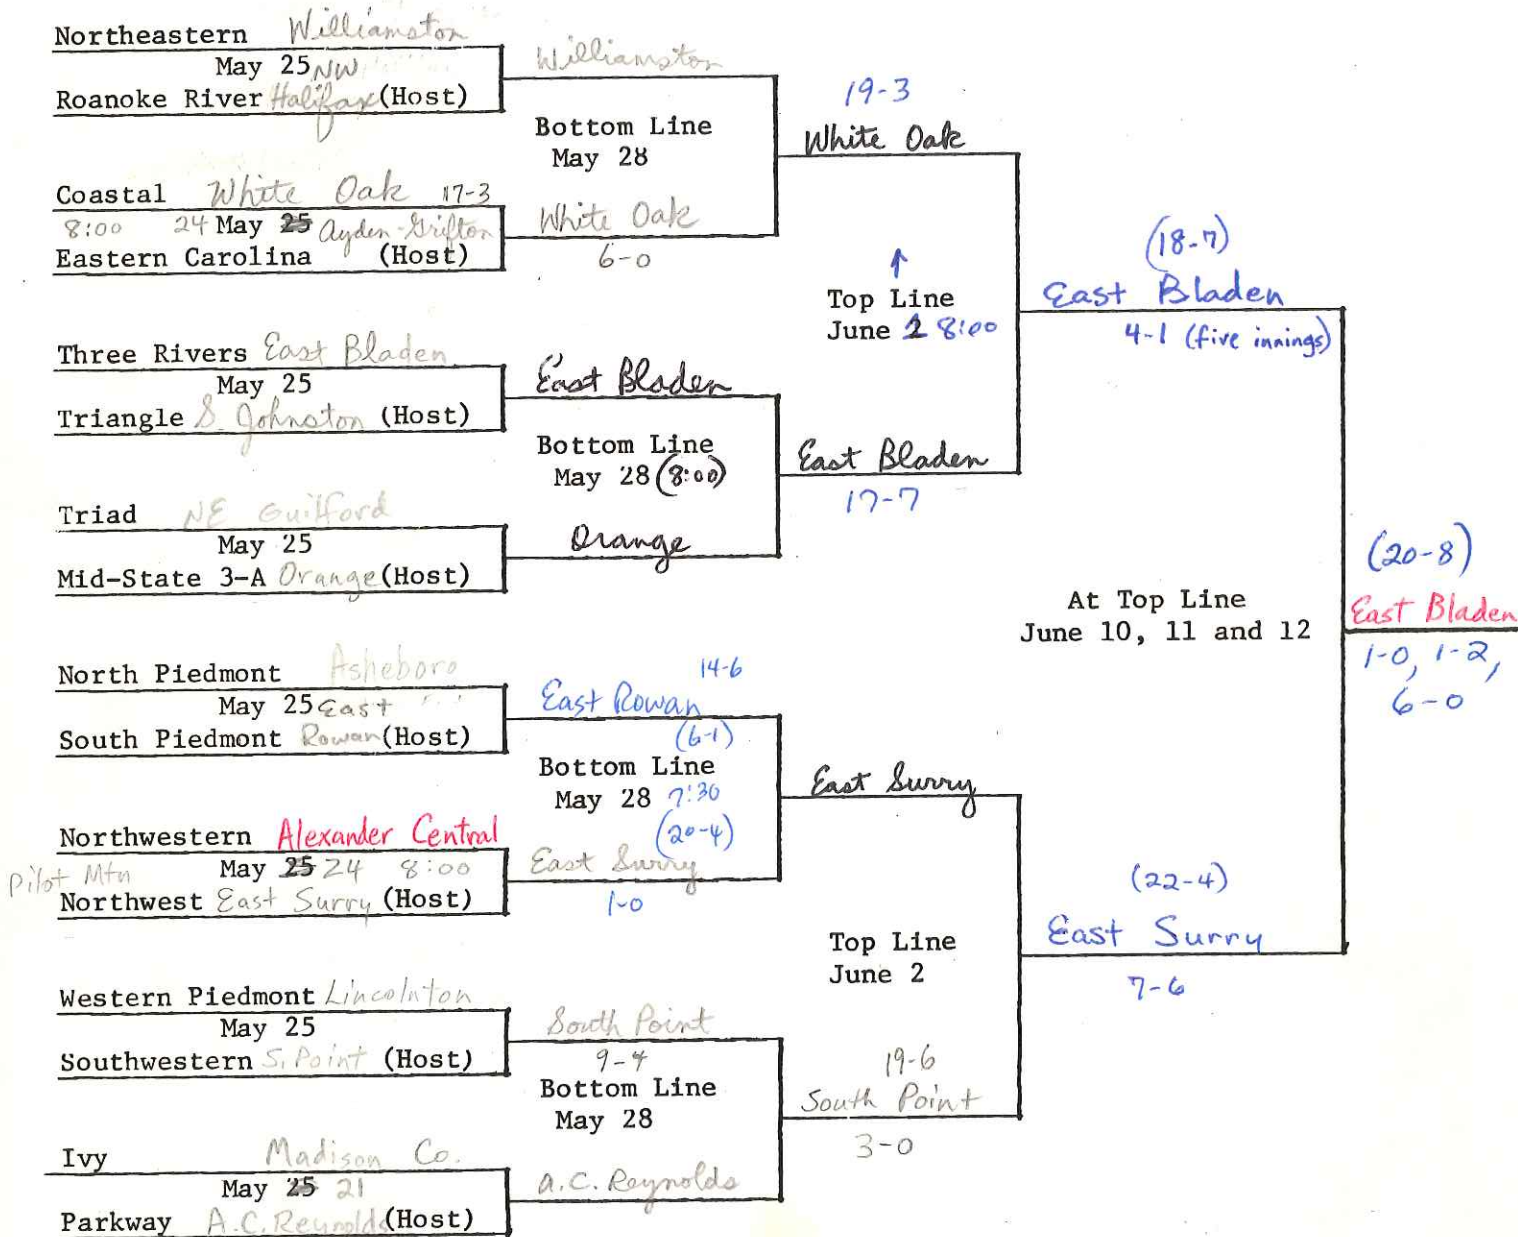 Northeastern Williamston
May 25 NW
Roanoke River Halifax (Host)
Williamston
Bottom Line
May 28
Coastal White Oak 17-3
8:00 24 May 25 Ayden-Grifton
Eastern Carolina (Host)
White Oak
6-0
19-3
White Oak
Three Rivers East Bladen
May 25
Triangle S. Johnston (Host)
East Bladen
Bottom Line
May 28 (8:00)
Triad NE Guilford
May 25
Mid-State 3-A Orange (Host)
Orange
East Bladen
17-7
↑
Top Line
June 2 8:00
(18-7)
East Bladen
4-1 (five innings)
North Piedmont Asheboro
May 25 East
South Piedmont Rowan (Host)
14-6
East Rowan
(6-1)
Bottom Line
May 28 7:30
(20-4)
Northwestern Alexander Central
Pilot Mtn May 25 24 8:00
Northwest East Surry (Host)
East Surry
1-0
East Surry
Western Piedmont Lincolnton
May 25
Southwestern S. Point (Host)
South Point
9-4
Bottom Line
May 28
Ivy Madison Co.
May 25 21
Parkway A.C. Reynolds (Host)
A.C. Reynolds
19-6
South Point
3-0
Top Line
June 2
(22-4)
East Surry
7-6
At Top Line
June 10, 11 and 12
(20-8)
East Bladen
1-0, 1-2,
6-0